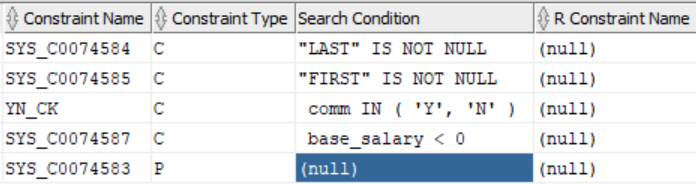 Constraint Name Constraint Type Search Condition R Constraint Name
SYS_C0074584 C "LAST" IS NOT NULL (null)
SYS_C0074585 C "FIRST" IS NOT NULL (null)
YN_CK C comm IN ( 'Y', 'N' ) (null)
SYS_C0074587 C base_salary < 0 (null)
SYS_C0074583 P (null) (null)